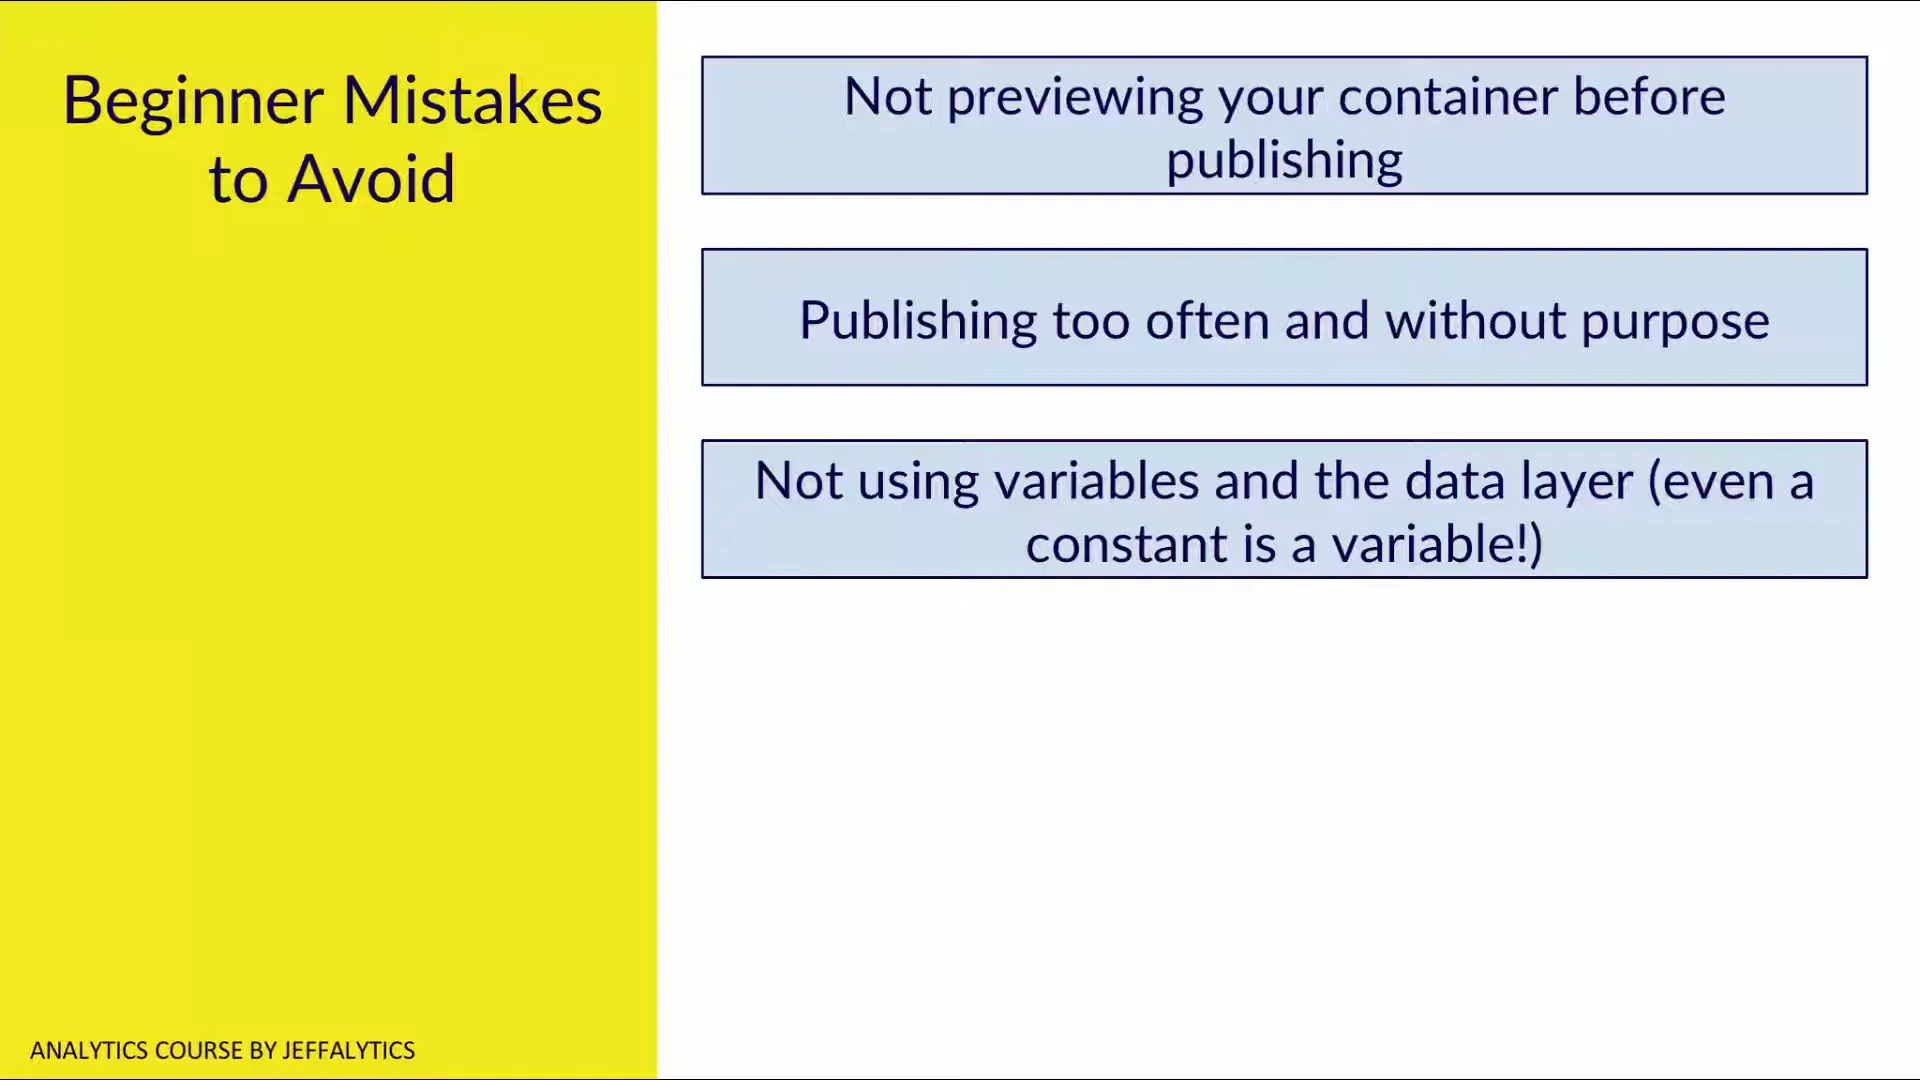 Beginner Mistakes
to Avoid
Not previewing your container before
publishing
Publishing too often and without purpose
Not using variables and the data layer (even a
constant is a variable!)
ANALYTICS COURSE BY JEFFALYTICS